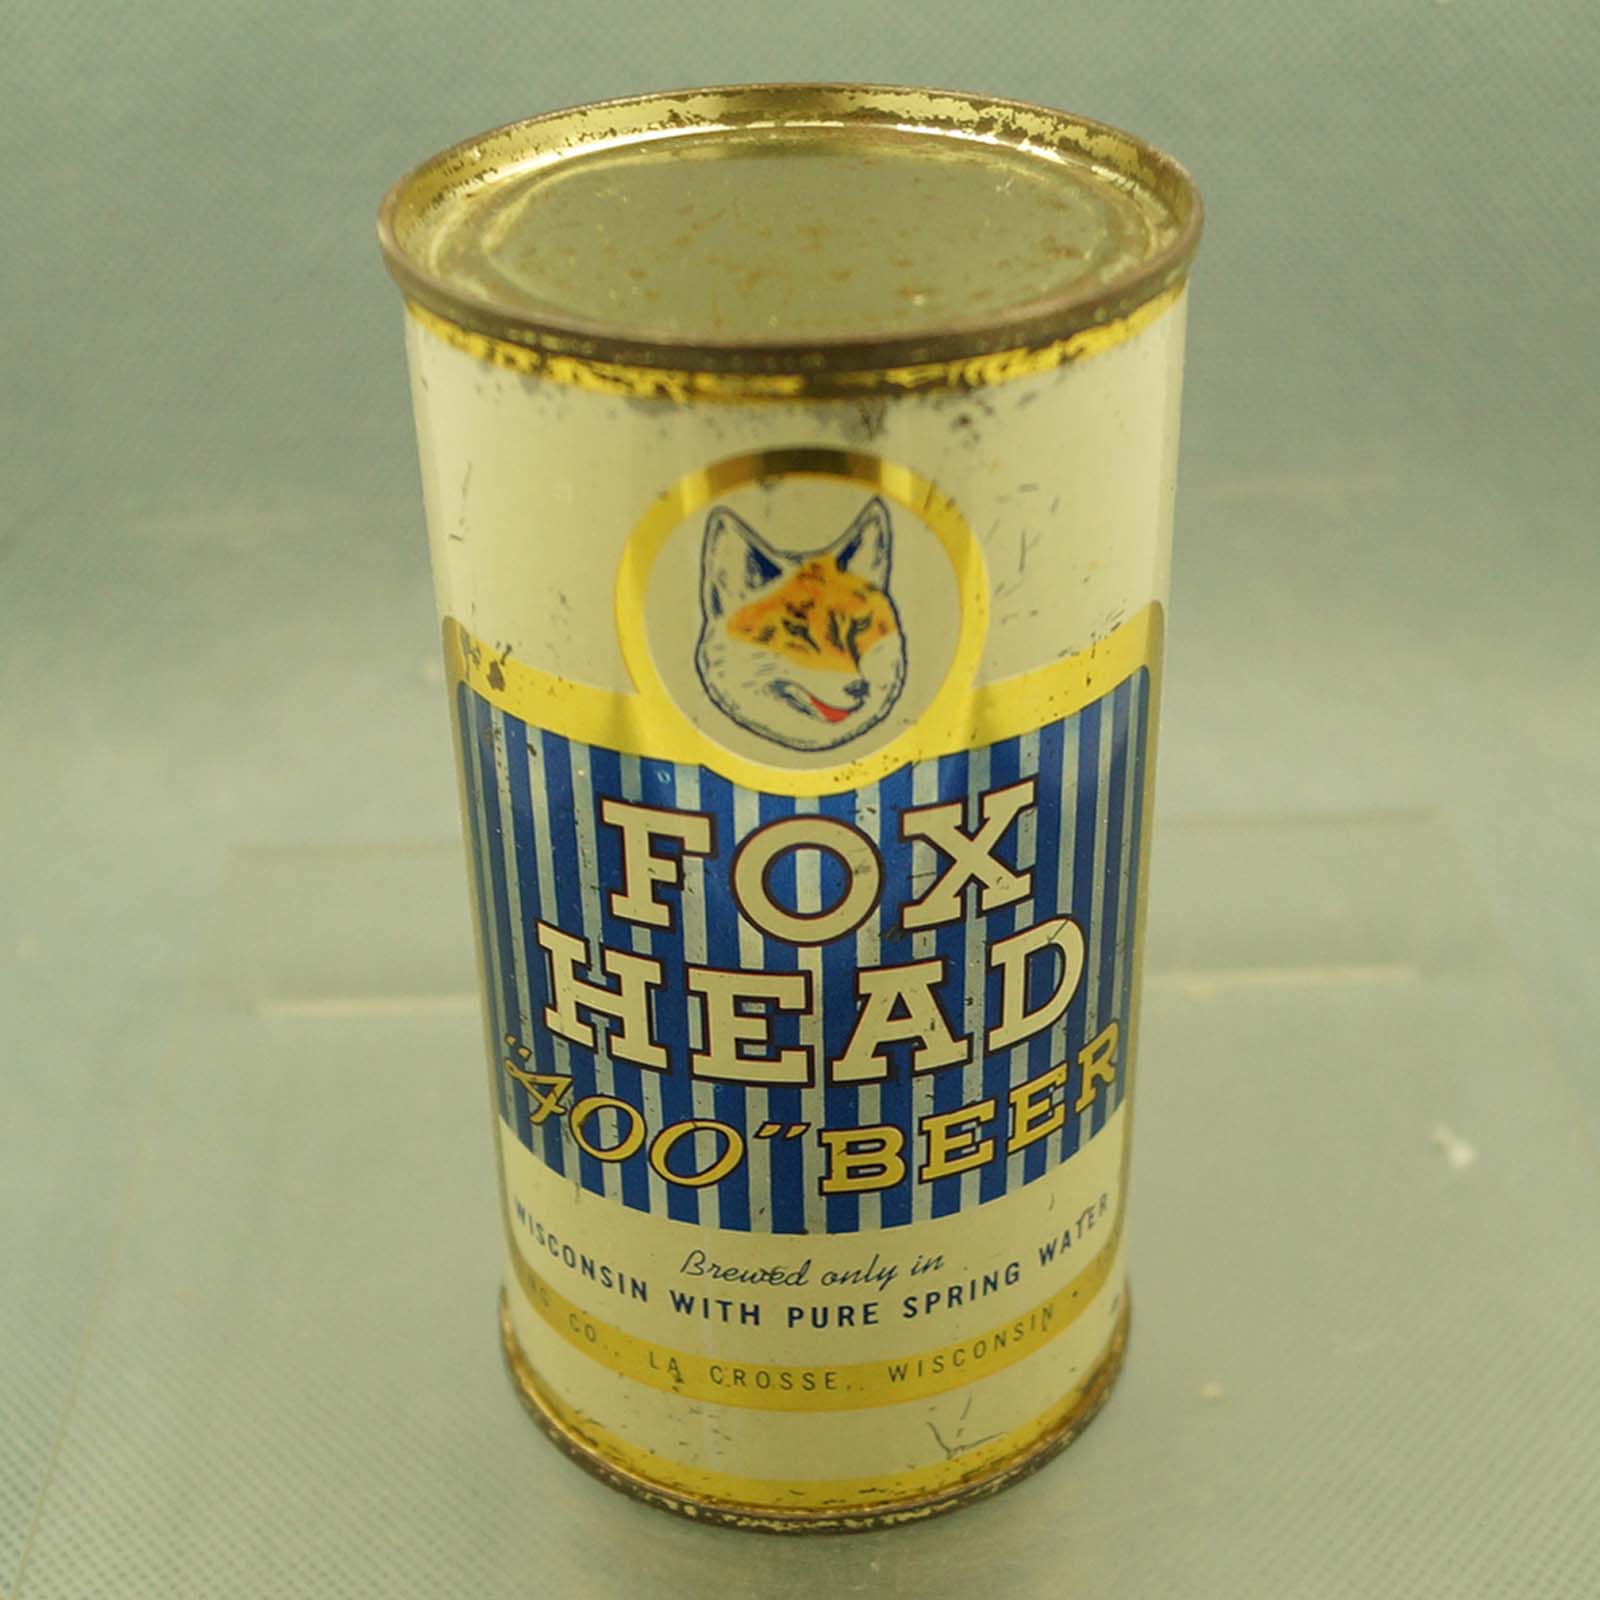 FOX
HEAD
"400" BEER
Brewed only in
WISCONSIN WITH PURE SPRING WATER
CO., LA CROSSE, WISCONSIN